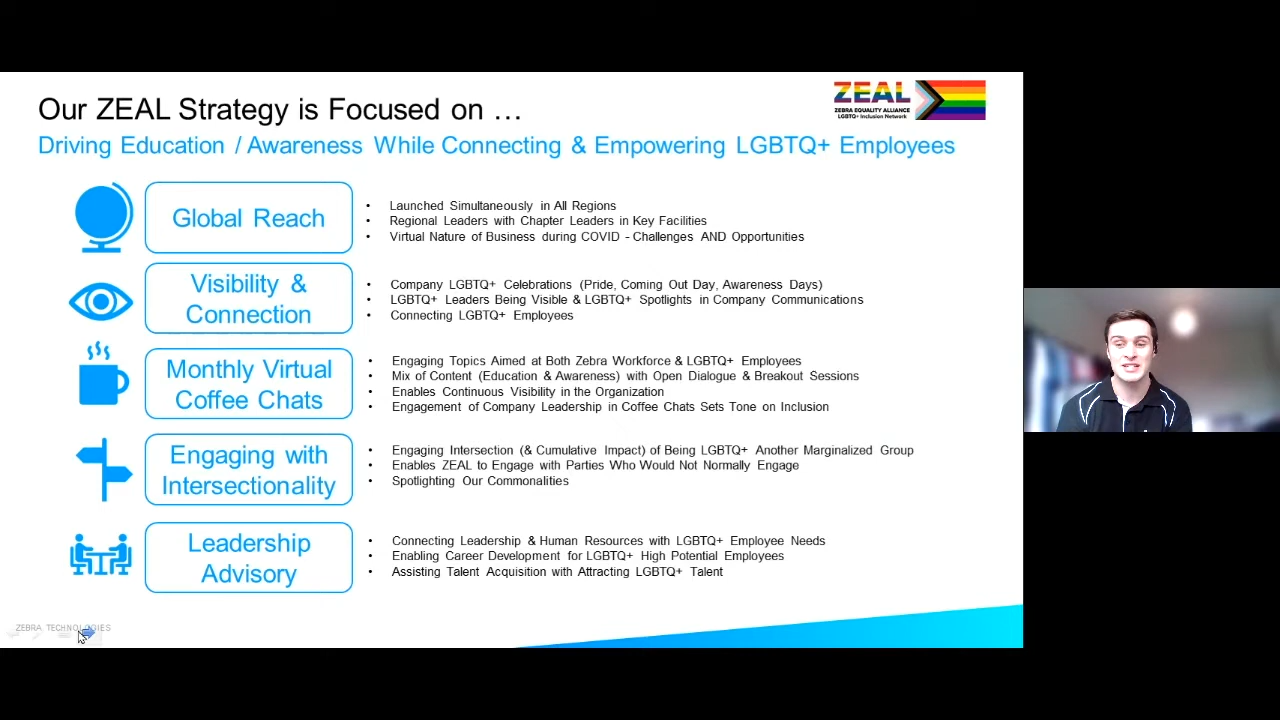 Our ZEAL Strategy is Focused on …
ZEAL
ZEBRA EQUALITY ALLIANCE
LGBTQ+ Inclusion Network
Driving Education / Awareness While Connecting & Empowering LGBTQ+ Employees
Global Reach
• Launched Simultaneously in All Regions
• Regional Leaders with Chapter Leaders in Key Facilities
• Virtual Nature of Business during COVID - Challenges AND Opportunities
Visibility &
Connection
• Company LGBTQ+ Celebrations (Pride, Coming Out Day, Awareness Days)
• LGBTQ+ Leaders Being Visible & LGBTQ+ Spotlights in Company Communications
• Connecting LGBTQ+ Employees
Monthly Virtual
Coffee Chats
• Engaging Topics Aimed at Both Zebra Workforce & LGBTQ+ Employees
• Mix of Content (Education & Awareness) with Open Dialogue & Breakout Sessions
• Enables Continuous Visibility in the Organization
• Engagement of Company Leadership in Coffee Chats Sets Tone on Inclusion
Engaging with
Intersectionality
• Engaging Intersection (& Cumulative Impact) of Being LGBTQ+ Another Marginalized Group
• Enables ZEAL to Engage with Parties Who Would Not Normally Engage
• Spotlighting Our Commonalities
Leadership
Advisory
• Connecting Leadership & Human Resources with LGBTQ+ Employee Needs
• Enabling Career Development for LGBTQ+ High Potential Employees
• Assisting Talent Acquisition with Attracting LGBTQ+ Talent
ZEBRA TECHNOLOGIES